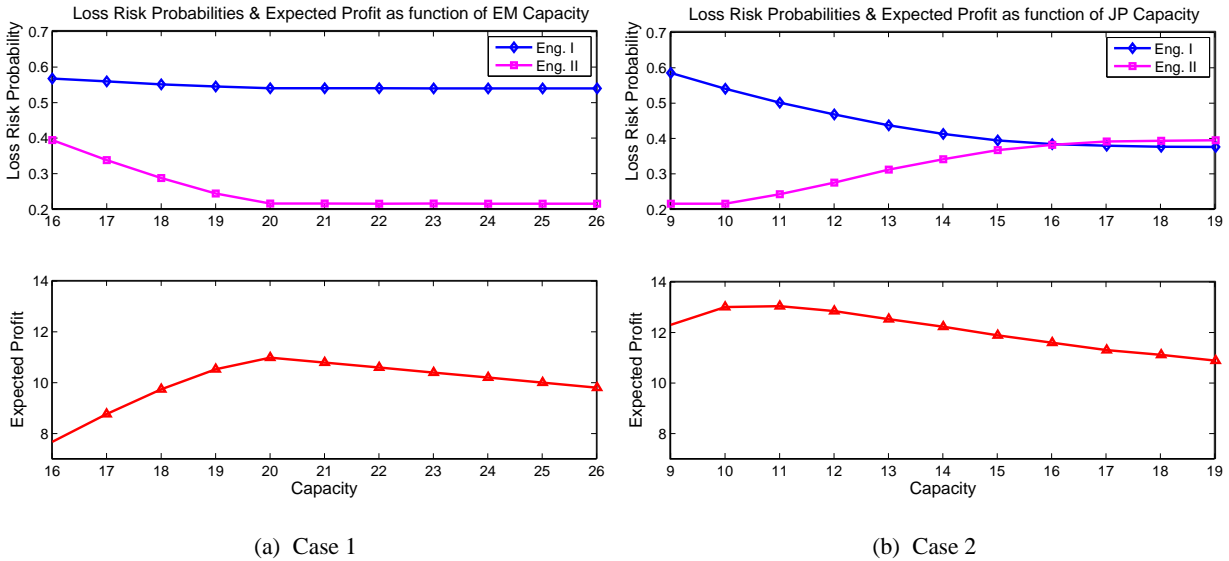 Loss Risk Probabilities & Expected Profit as function of EM Capacity
Loss Risk Probability
0.7
0.6
0.5
0.4
0.3
0.2
Eng. I
Eng. II
16 17 18 19 20 21 22 23 24 25 26
Expected Profit
14
12
10
8
16 17 18 19 20 21 22 23 24 25 26
Capacity
(a) Case 1
Loss Risk Probabilities & Expected Profit as function of JP Capacity
Loss Risk Probability
0.7
0.6
0.5
0.4
0.3
0.2
Eng. I
Eng. II
9 10 11 12 13 14 15 16 17 18 19
Expected Profit
14
12
10
8
9 10 11 12 13 14 15 16 17 18 19
Capacity
(b) Case 2